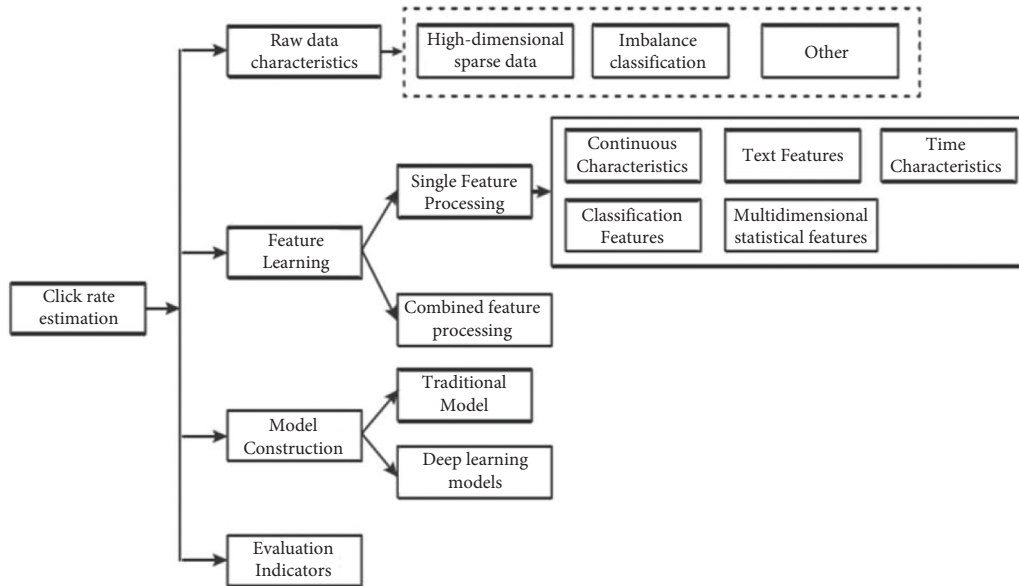 Raw data
characteristics
High-dimensional
sparse data
Imbalance
classification
Other
Continuous
Characteristics
Text Features
Time
Characteristics
Single Feature
Processing
Classification
Features
Multidimensional
statistical features
Feature
Learning
Click rate
estimation
Combined feature
processing
Traditional
Model
Model
Construction
Deep learning
models
Evaluation
Indicators